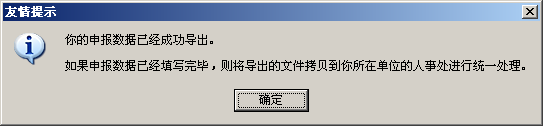 友情提示
你的申报数据已经成功导出。
如果申报数据已经填写完毕，则将导出的文件拷贝到你所在单位的人事处进行统一处理。
确定